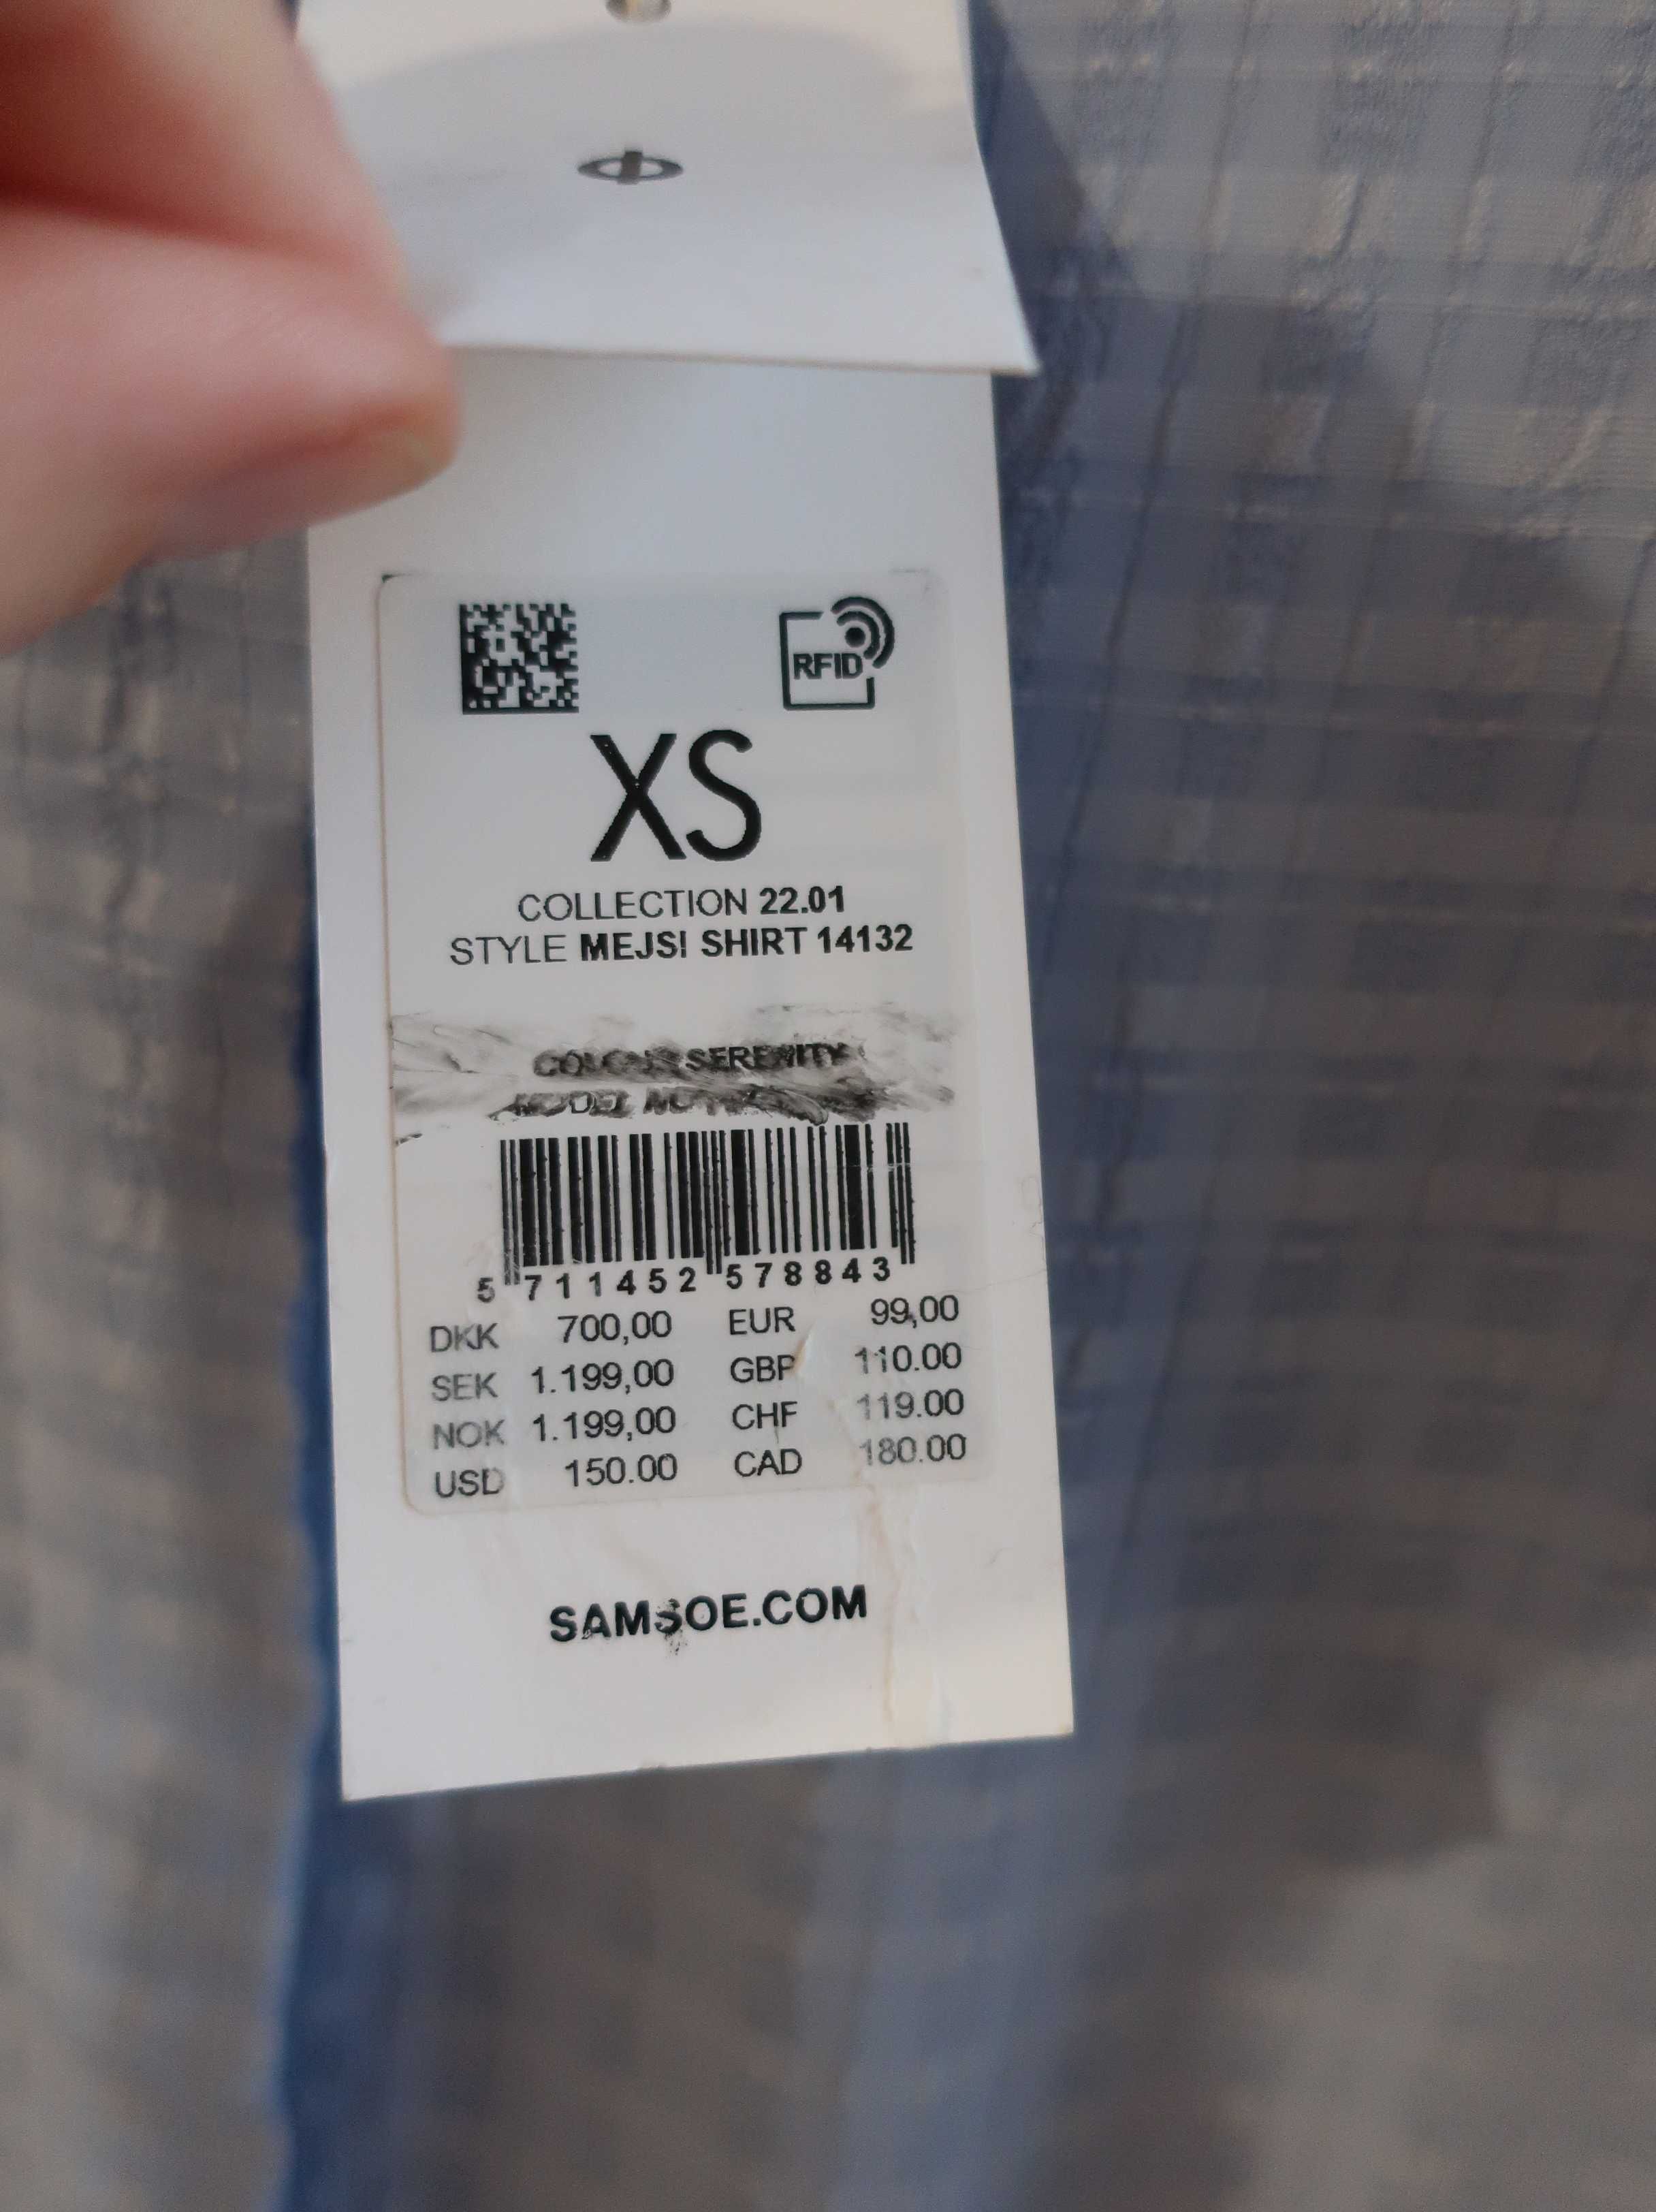 RFID
XS
COLLECTION 22.01
STYLE MEJSI SHIRT 14132
COLOUR SERENITY
MODEL NO
5 711452 578843
DKK 700,00 EUR 99,00
SEK 1.199,00 GBP 110.00
NOK 1.199,00 CHF 119.00
USD 150.00 CAD 180.00
SAMSOE.COM